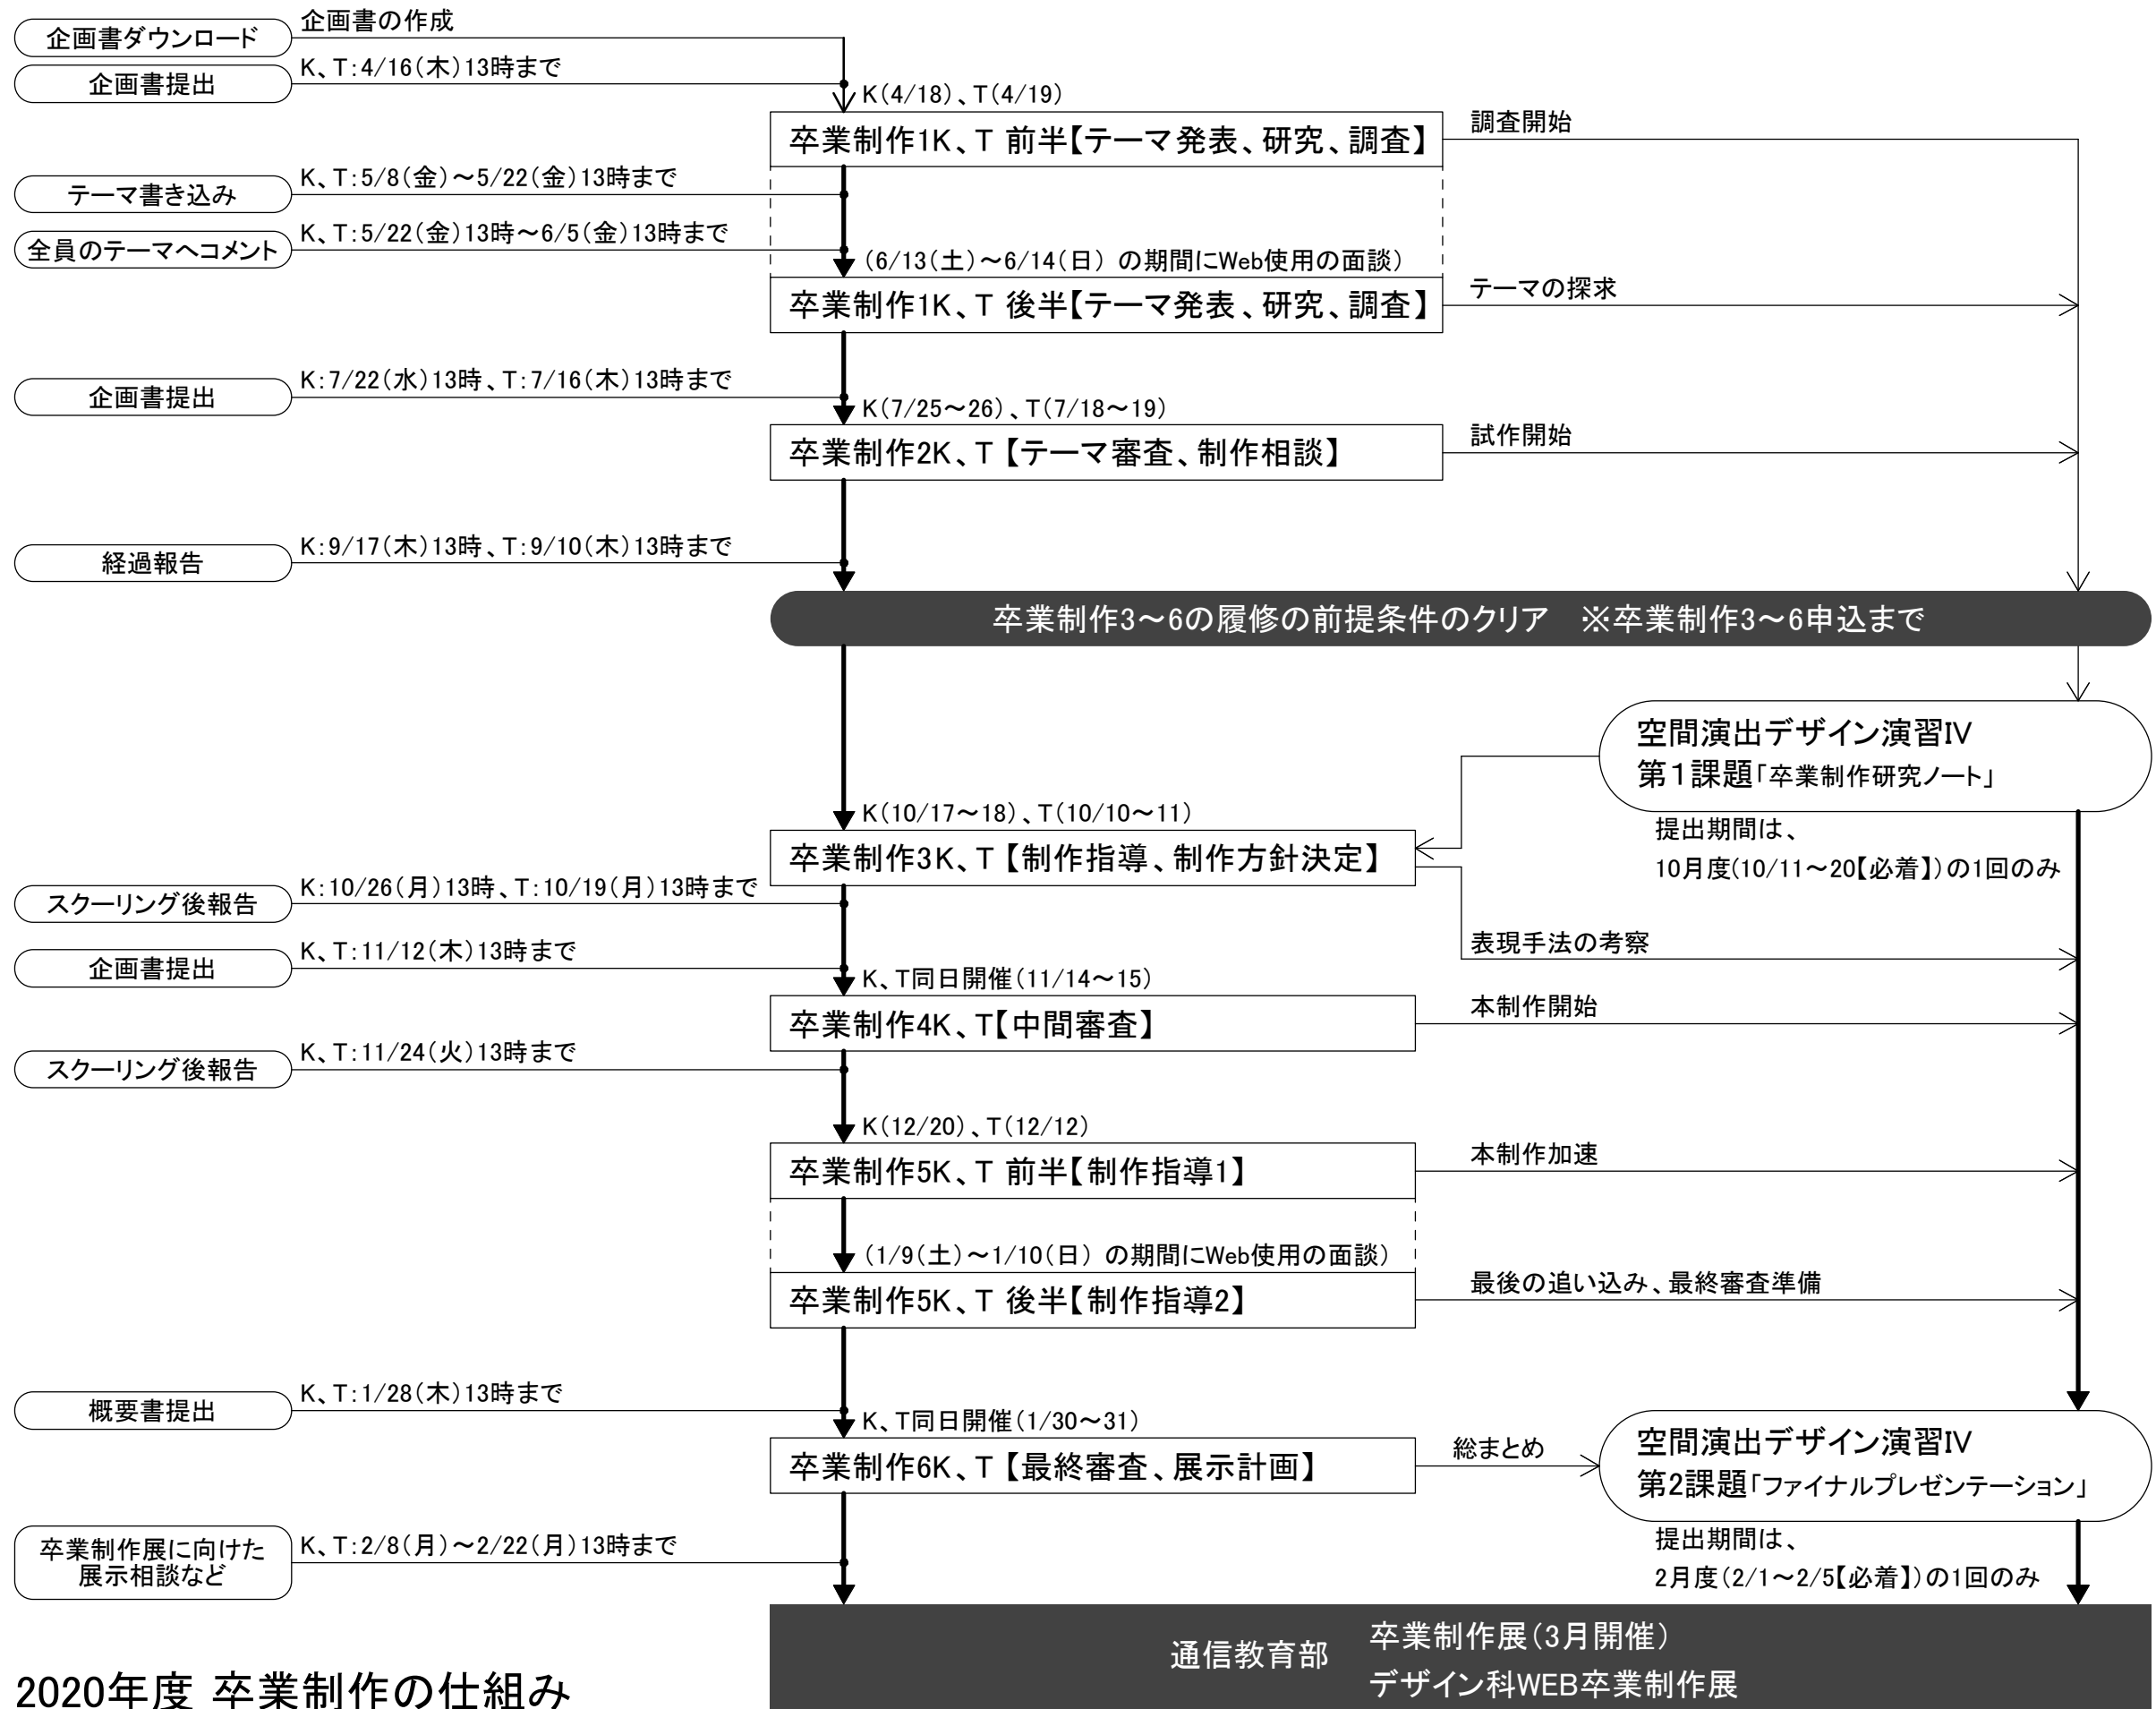 企画書ダウンロード
企画書の作成
企画書提出
K、T：4/16（木）13時まで
K（4/18）、T（4/19）
卒業制作1K、T 前半【テーマ発表、研究、調査】
調査開始
テーマ書き込み
K、T：5/8（金）～5/22（金）13時まで
全員のテーマへコメント
K、T：5/22（金）13時～6/5（金）13時まで
（6/13（土）～6/14（日） の期間にWeb使用の面談）
卒業制作1K、T 後半【テーマ発表、研究、調査】
テーマの探求
企画書提出
K：7/22（水）13時、T：7/16（木）13時まで
K（7/25～26）、T（7/18～19）
卒業制作2K、T 【テーマ審査、制作相談】
試作開始
経過報告
K：9/17（木）13時、T：9/10（木）13時まで
卒業制作3～6の履修の前提条件のクリア　※卒業制作3～6申込まで
空間演出デザイン演習Ⅳ
第１課題「卒業制作研究ノート」
提出期間は、
10月度(10/11～20【必着】）の1回のみ
K（10/17～18）、T（10/10～11）
卒業制作3K、T 【制作指導、制作方針決定】
スクーリング後報告
K：10/26（月）13時、T：10/19（月）13時まで
表現手法の考察
企画書提出
K、T：11/12（木）13時まで
K、T同日開催（11/14～15）
卒業制作4K、T【中間審査】
本制作開始
スクーリング後報告
K、T：11/24（火）13時まで
K（12/20）、T（12/12）
卒業制作5K、T 前半【制作指導1】
本制作加速
（1/9（土）～1/10（日） の期間にWeb使用の面談）
卒業制作5K、T 後半【制作指導2】
最後の追い込み、最終審査準備
概要書提出
K、T：1/28（木）13時まで
K、T同日開催（1/30～31）
卒業制作6K、T 【最終審査、展示計画】
総まとめ
空間演出デザイン演習Ⅳ
第2課題「ファイナルプレゼンテーション」
提出期間は、
2月度（2/1～2/5【必着】）の1回のみ
卒業制作展に向けた
展示相談など
K、T：2/8（月）～2/22（月）13時まで
通信教育部
卒業制作展（3月開催）
デザイン科WEB卒業制作展
2020年度 卒業制作の仕組み